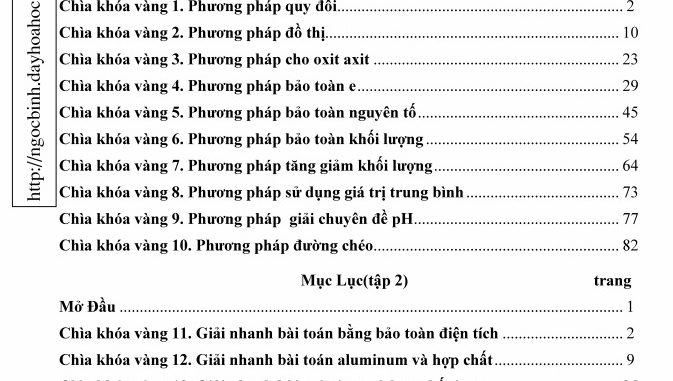 Chìa khóa vàng 1. Phương pháp quy đổi.......... 2
Chìa khóa vàng 2. Phương pháp đồ thị.......... 10
Chìa khóa vàng 3. Phương pháp cho oxit axit .......... 23
Chìa khóa vàng 4. Phương pháp bảo toàn e.......... 29
Chìa khóa vàng 5. Phương pháp bảo toàn nguyên tố.......... 45
Chìa khóa vàng 6. Phương pháp bảo toàn khối lượng.......... 54
Chìa khóa vàng 7. Phương pháp tăng giảm khối lượng.......... 64
Chìa khóa vàng 8. Phương pháp sử dụng giá trị trung bình.......... 73
Chìa khóa vàng 9. Phương pháp giải chuyên đề pH.......... 77
Chìa khóa vàng 10. Phương pháp đường chéo.......... 82
Mục Lục(tập 2) trang
Mở Đầu .......... 1
Chìa khóa vàng 11. Giải nhanh bài toán bằng bảo toàn điện tích .......... 2
Chìa khóa vàng 12. Giải nhanh bài toán aluminum và hợp chất.......... 9
http://ngocbinh.dayhoahoc